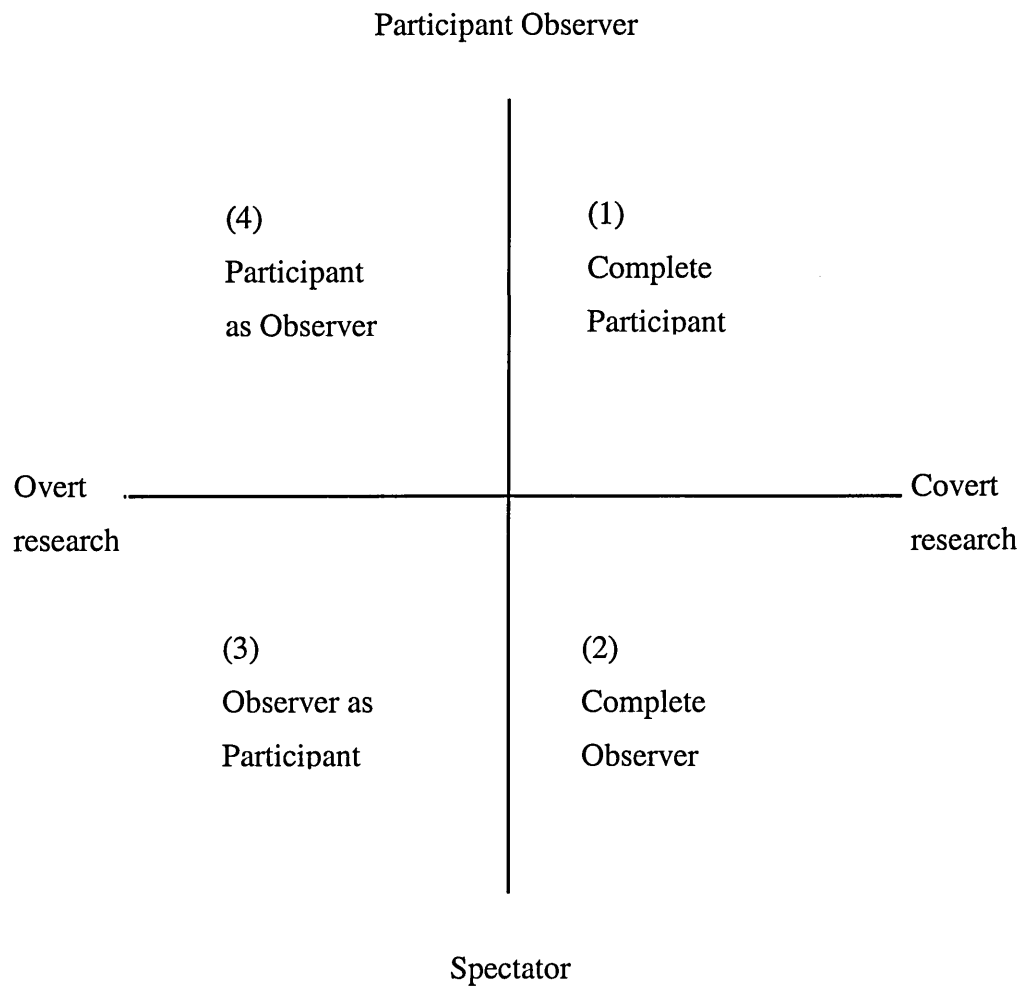 Participant Observer
(4)
Participant
as Observer
(1)
Complete
Participant
Overt
research
Covert
research
(3)
Observer as
Participant
(2)
Complete
Observer
Spectator